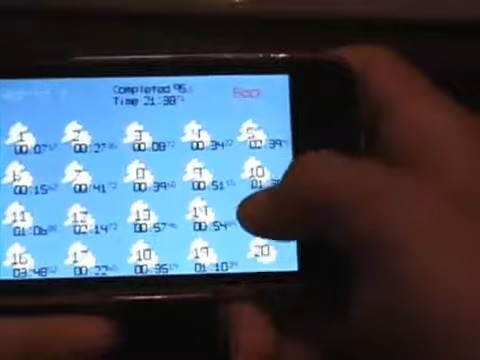 Completed 95%
Time 21:38
Back
1 2 3 4 5
00:07 00:27 00:08 00:34 02:39
6 7 8 9 10
00:15 00:41 00:39 00:51 01:
11 12 13 14
01:06 02:14 00:57 00:54
16 17 18 19 20
03:48 00:22 00:35 01:10